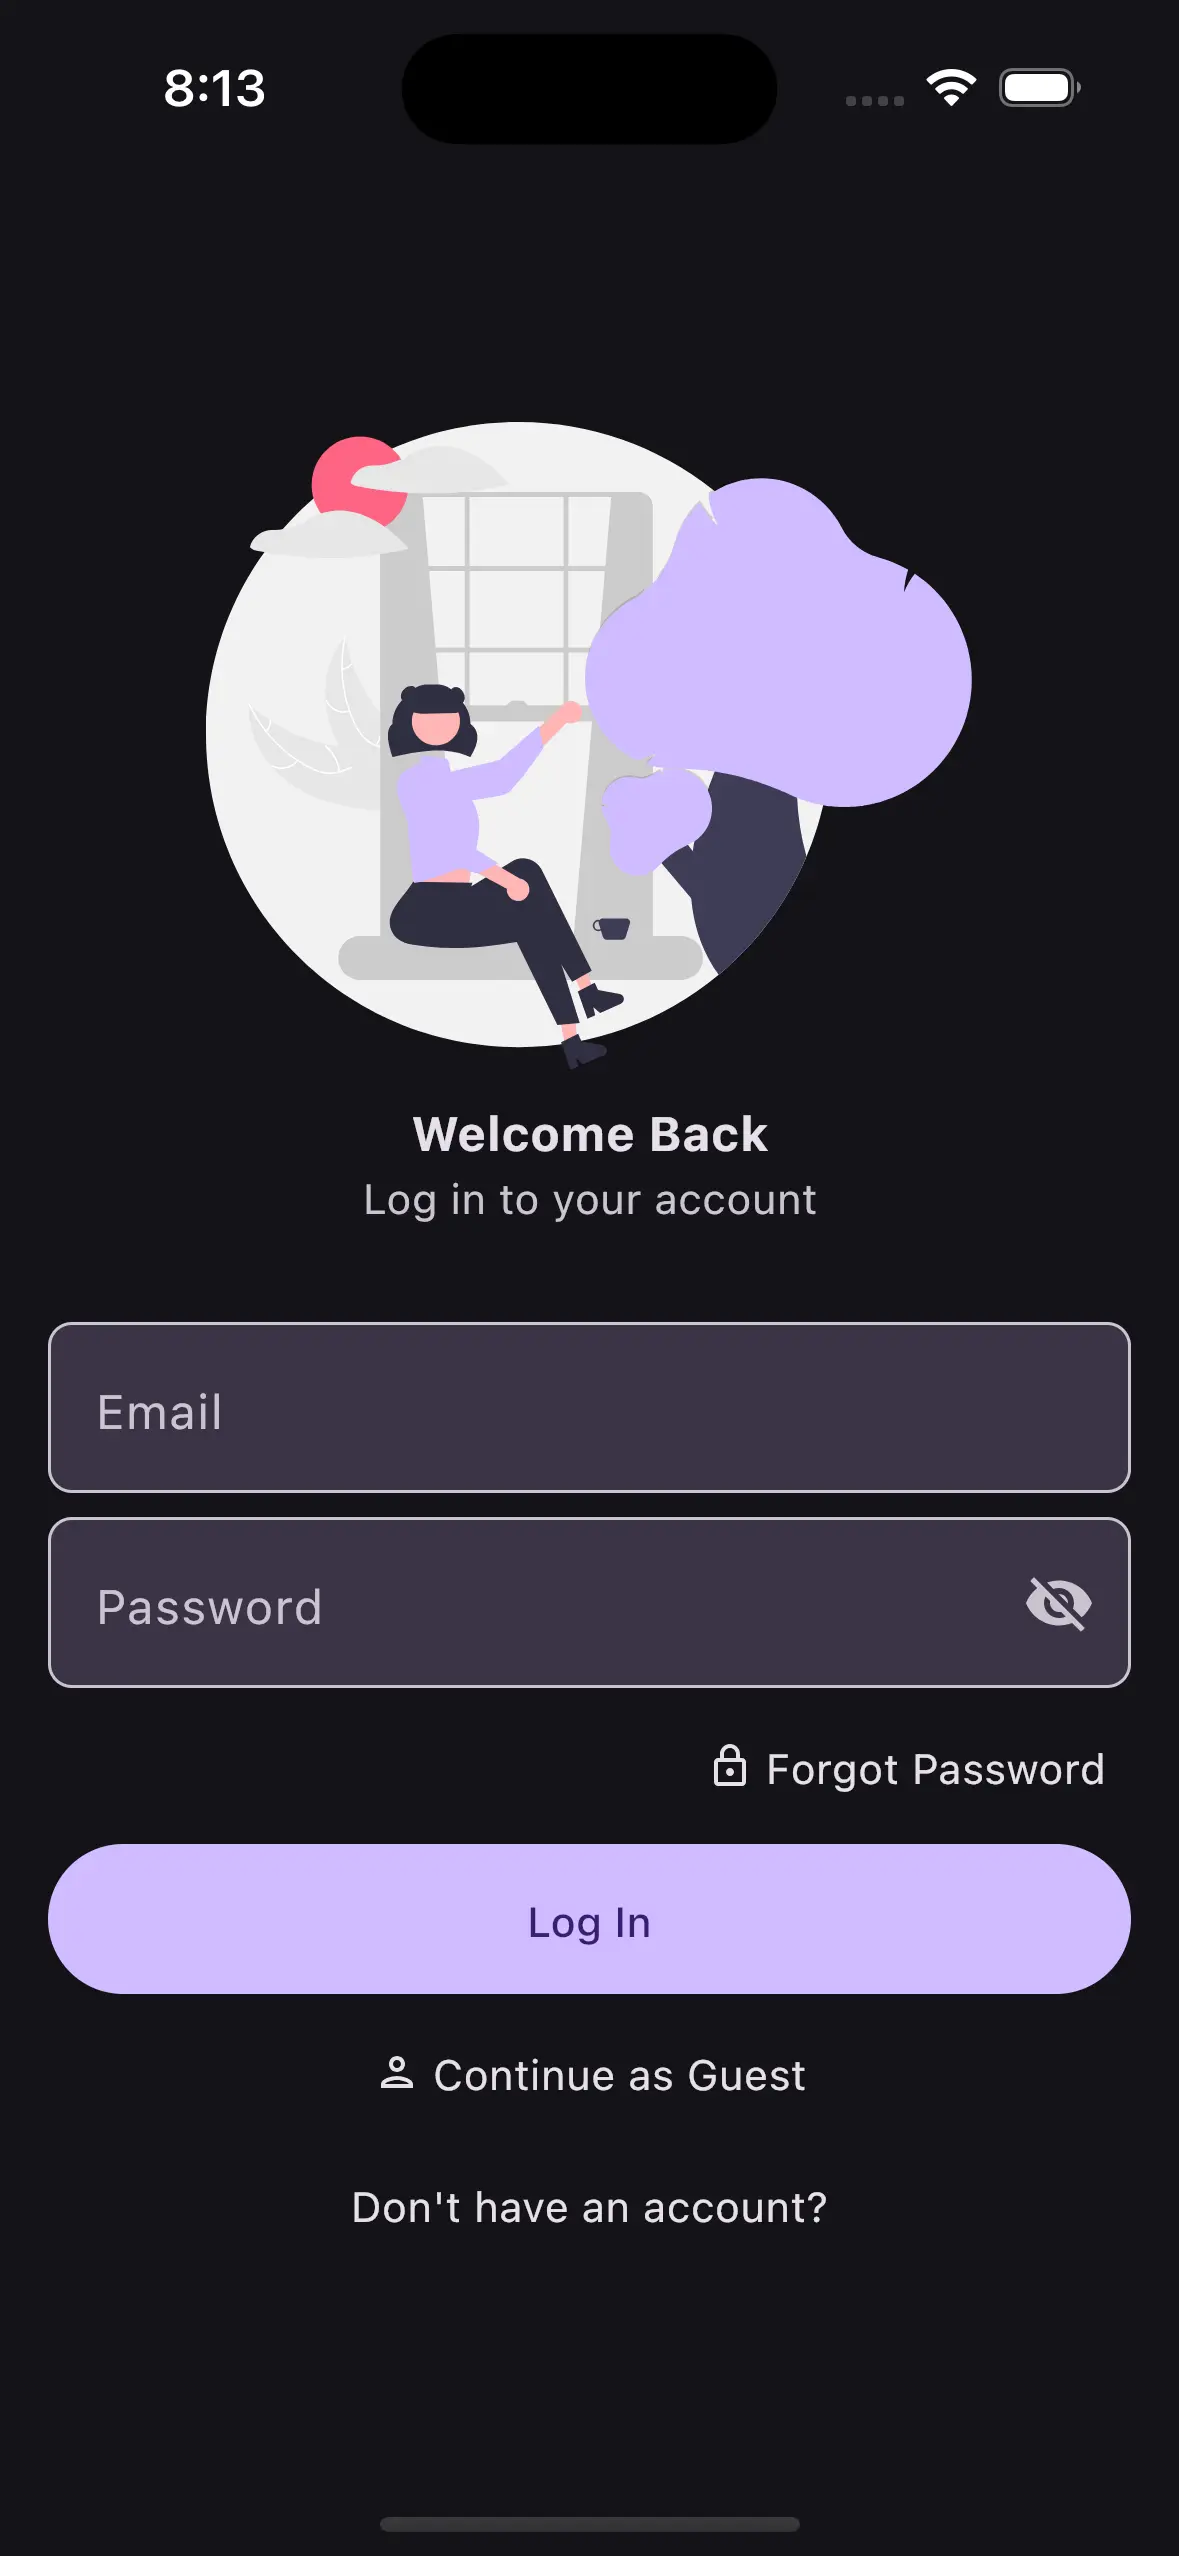 8:13
Welcome Back
Log in to your account
Email
Password
Forgot Password
Log In
Continue as Guest
Don't have an account?